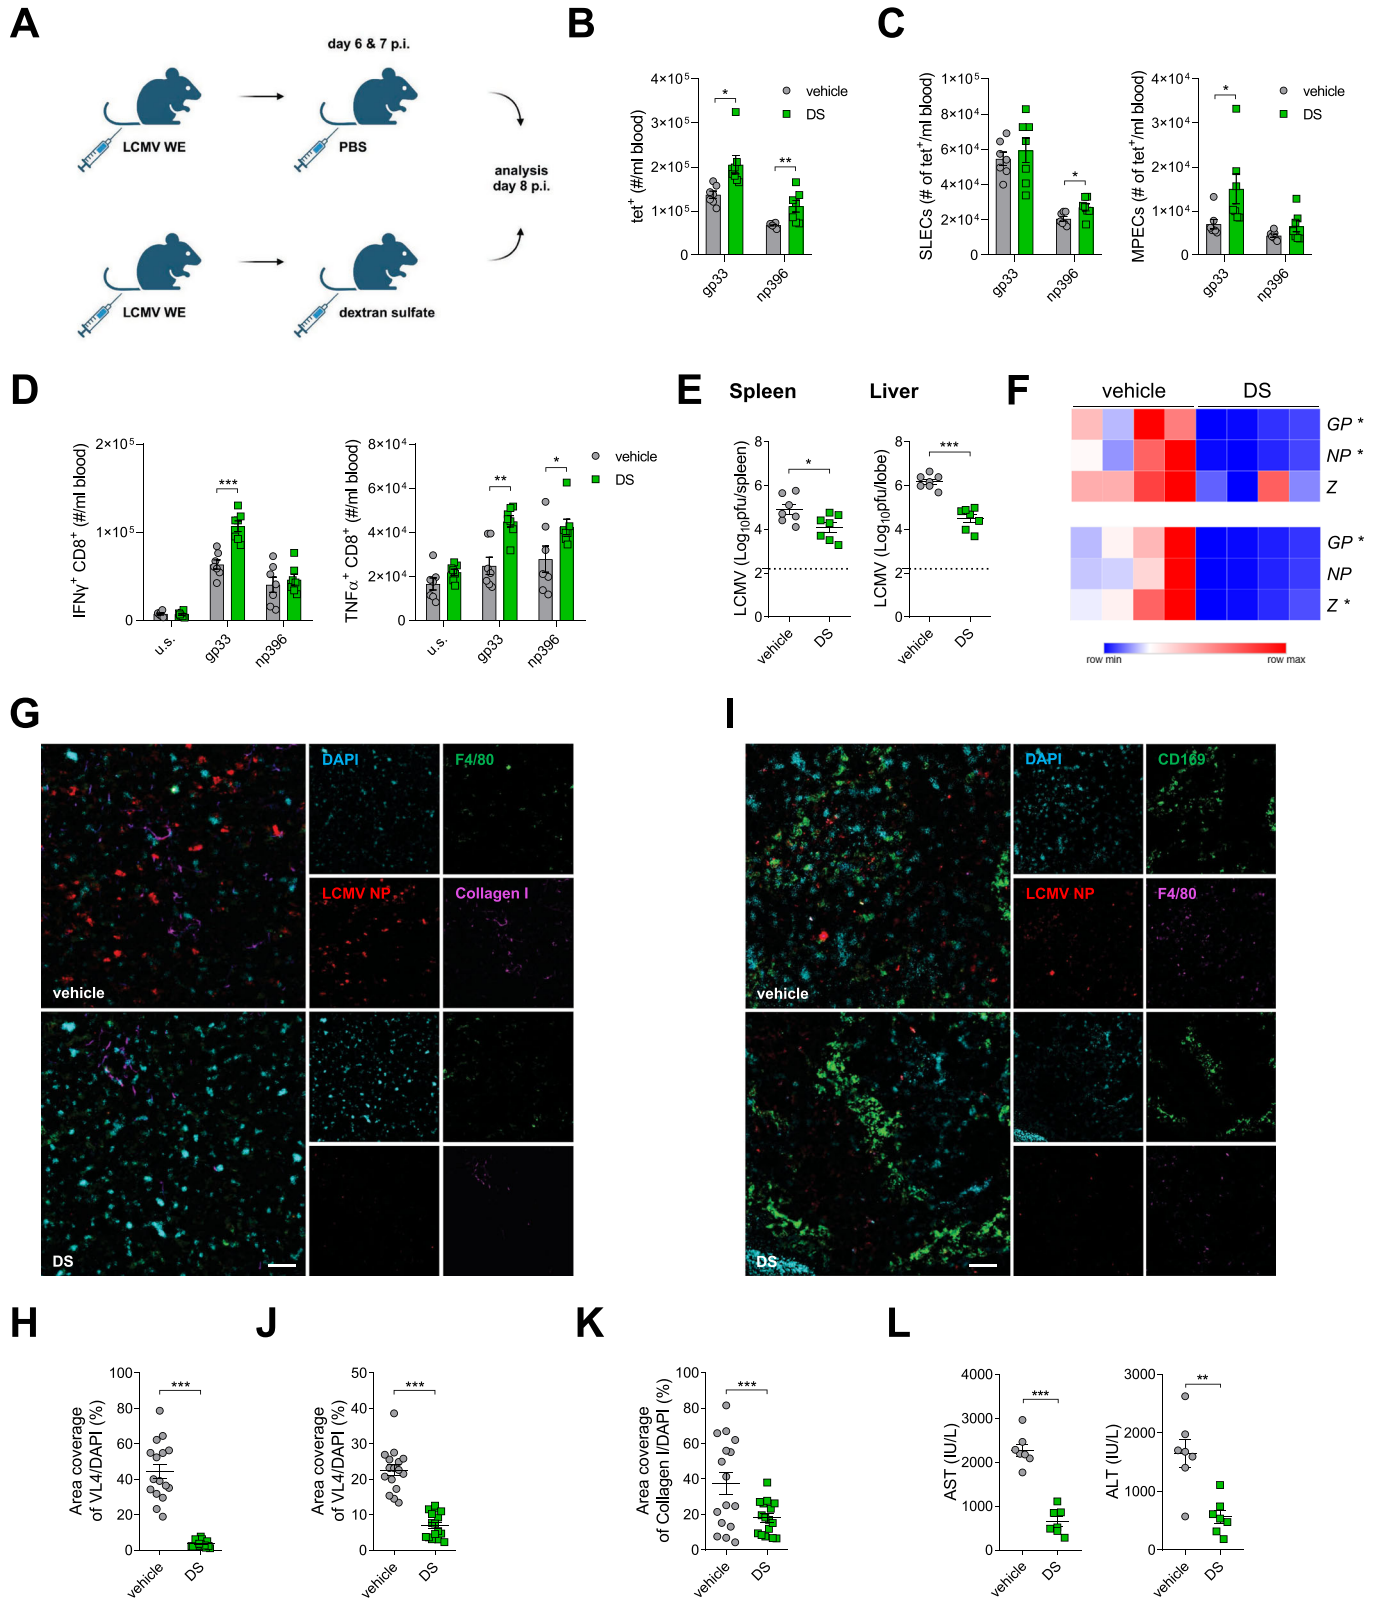 A
day 6 & 7 p.i.
LCMV WE
PBS
analysis
day 8 p.i.
LCMV WE
dextran sulfate
B
tet⁺ (#/ml blood)
4×10⁵
3×10⁵
2×10⁵
1×10⁵
0
*
**
vehicle
DS
gp33
np396
C
SLECs (# of tet⁺/ml blood)
1×10⁵
8×10⁴
6×10⁴
4×10⁴
2×10⁴
0
*
gp33
np396
MPECs (# of tet⁺/ml blood)
4×10⁴
3×10⁴
2×10⁴
1×10⁴
0
*
vehicle
DS
gp33
np396
D
IFNγ⁺ CD8⁺ (#/ml blood)
2×10⁵
1×10⁵
0
***
u.s.
gp33
np396
TNFα⁺ CD8⁺ (#/ml blood)
8×10⁴
6×10⁴
4×10⁴
2×10⁴
0
**
*
vehicle
DS
u.s.
gp33
np396
E
Spleen
LCMV (Log₁₀pfu/spleen)
8
6
4
2
0
*
vehicle
DS
Liver
LCMV (Log₁₀pfu/lobe)
8
6
4
2
0
***
vehicle
DS
F
vehicle
DS
GP *
NP *
Z
GP *
NP
Z *
row min
row max
G
DAPI
F4/80
LCMV NP
Collagen I
vehicle
DS
I
DAPI
CD169
LCMV NP
F4/80
vehicle
DS
H
Area coverage
of VL4/DAPI (%)
100
80
60
40
20
0
***
vehicle
DS
J
Area coverage
of VL4/DAPI (%)
50
40
30
20
10
0
***
vehicle
DS
K
Area coverage
of Collagen I/DAPI (%)
100
80
60
40
20
0
***
vehicle
DS
L
AST (IU/L)
4000
3000
2000
1000
0
***
vehicle
DS
ALT (IU/L)
3000
2000
1000
0
**
vehicle
DS